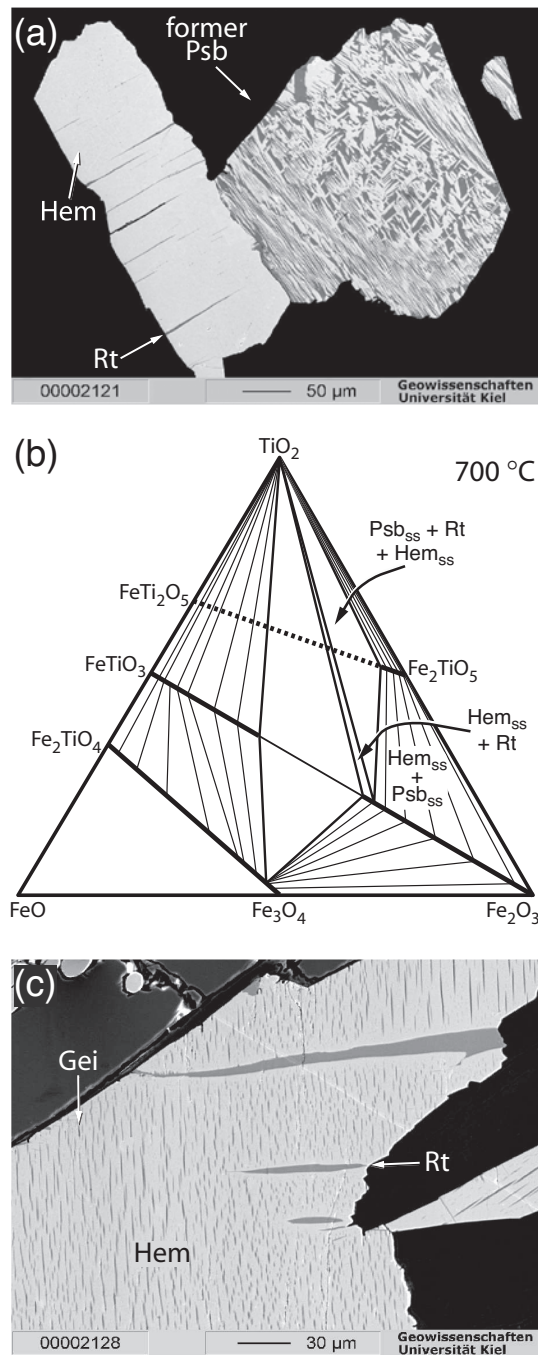 (a)
former
Psb
Hem
Rt
00002121
50 µm
Geowissenschaften
Universität Kiel
(b)
TiO2
700 °C
Psbss + Rt
+ Hemss
FeTi2O5
FeTiO3
Fe2TiO5
Fe2TiO4
Hemss
+ Rt
Hemss
+
Psbss
FeO
Fe3O4
Fe2O3
(c)
Gei
Rt
Hem
00002128
30 µm
Geowissenschaften
Universität Kiel